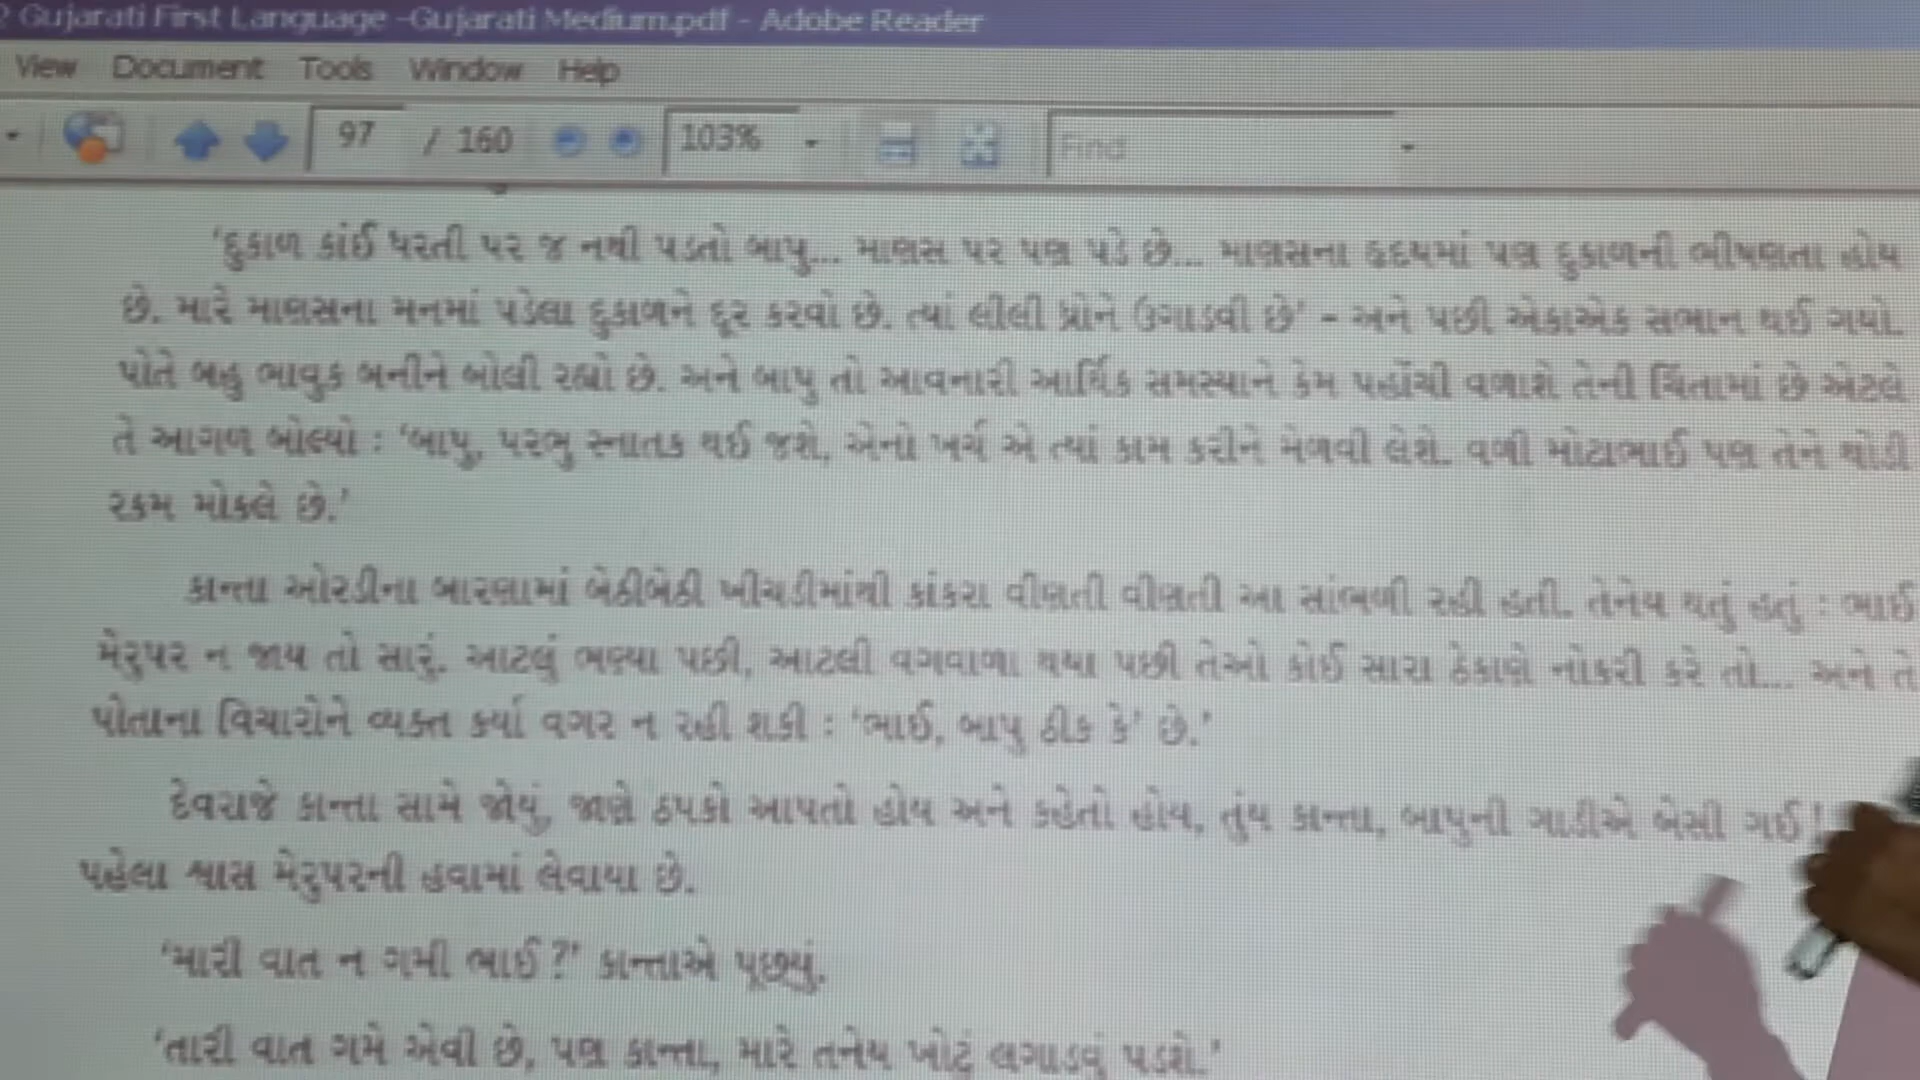 ? Gujarati First Language -Gujarati Medium.pdf - Adobe Reader
View Document Tools Window Help
97 / 160 103% Find
'દુકાળ કાંઈ ધરતી પર જ નથી પડતો બાપુ... માણસ પર પણ પડે છે... માણસના હૃદયમાં પણ દુકાળની ભીષણતા હોય
છે. મારે માણસના મનમાં પડેલા દુકાળને દૂર કરવો છે. ત્યાં લીલી ધ્રોને ઉગાડવી છે' - અને પછી એકાએક સભાન થઈ ગયો.
પોતે બહુ ભાવુક બનીને બોલી રહ્યો છે. અને બાપુ તો આવનારી આર્થિક સમસ્યાને કેમ પહોંચી વળાશે તેની ચિંતામાં છે એટલે
તે આગળ બોલ્યો : 'બાપુ, પરભુ સ્નાતક થઈ જશે, એનો ખર્ચ એ ત્યાં કામ કરીને મેળવી લેશે. વળી મોટાભાઈ પણ તેને થોડી
રકમ મોકલે છે.'
કાન્તા ઓરડીના બારણામાં બેઠીબેઠી ખીચડીમાંથી કાંકરા વીણતી વીણતી આ સાંભળી રહી હતી. તેનેય થતું હતું : ભાઈ
મેરુપર ન જાય તો સારું. આટલું ભણ્યા પછી, આટલી વગવાળા થયા પછી તેઓ કોઈ સારા ઠેકાણે નોકરી કરે તો... અને તે
પોતાના વિચારોને વ્યક્ત કર્યા વગર ન રહી શકી : 'ભાઈ, બાપુ ઠીક કે' છે.'
દેવરાજે કાન્તા સામે જોયું, જાણે ઠપકો આપતો હોય અને કહેતો હોય, તુંય કાન્તા, બાપુની ગાડીએ બેસી ગઈ!
પહેલા શ્વાસ મેરુપરની હવામાં લેવાયા છે.
'મારી વાત ન ગમી ભાઈ?' કાન્તાએ પૂછ્યું.
'તારી વાત ગમે એવી છે, પણ કાન્તા, મારે તનેય ખોટું લગાડવું પડશે.'